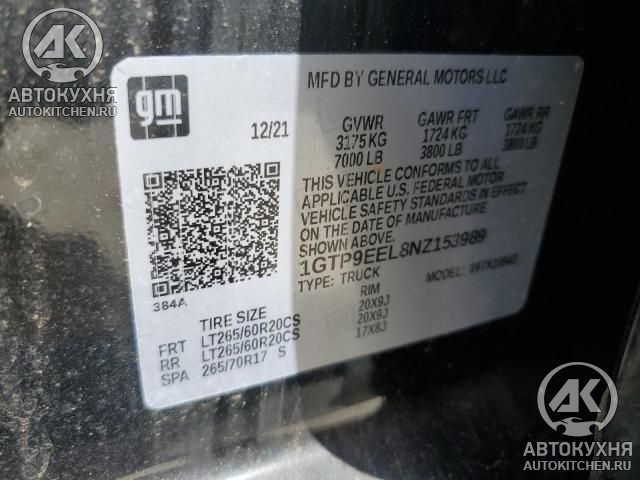 АВТОКУХНЯ
AUTOKITCHEN.RU
gm
MFD BY GENERAL MOTORS LLC
12/21
GVWR GAWR FRT GAWR RR
3175 KG 1724 KG 1724 KG
7000 LB 3800 LB 3800 LB
THIS VEHICLE CONFORMS TO ALL
APPLICABLE U.S. FEDERAL MOTOR
VEHICLE SAFETY STANDARDS IN EFFECT
ON THE DATE OF MANUFACTURE
SHOWN ABOVE.
1GTP9EEL8NZ153989
TYPE: TRUCK MODEL:
384A
TIRE SIZE RIM
FRT LT265/60R20CS 20X9J
RR LT265/60R20CS 20X9J
SPA 265/70R17 S 17X8J
gm
АК
АВТОКУХНЯ
AUTOKITCHEN.RU